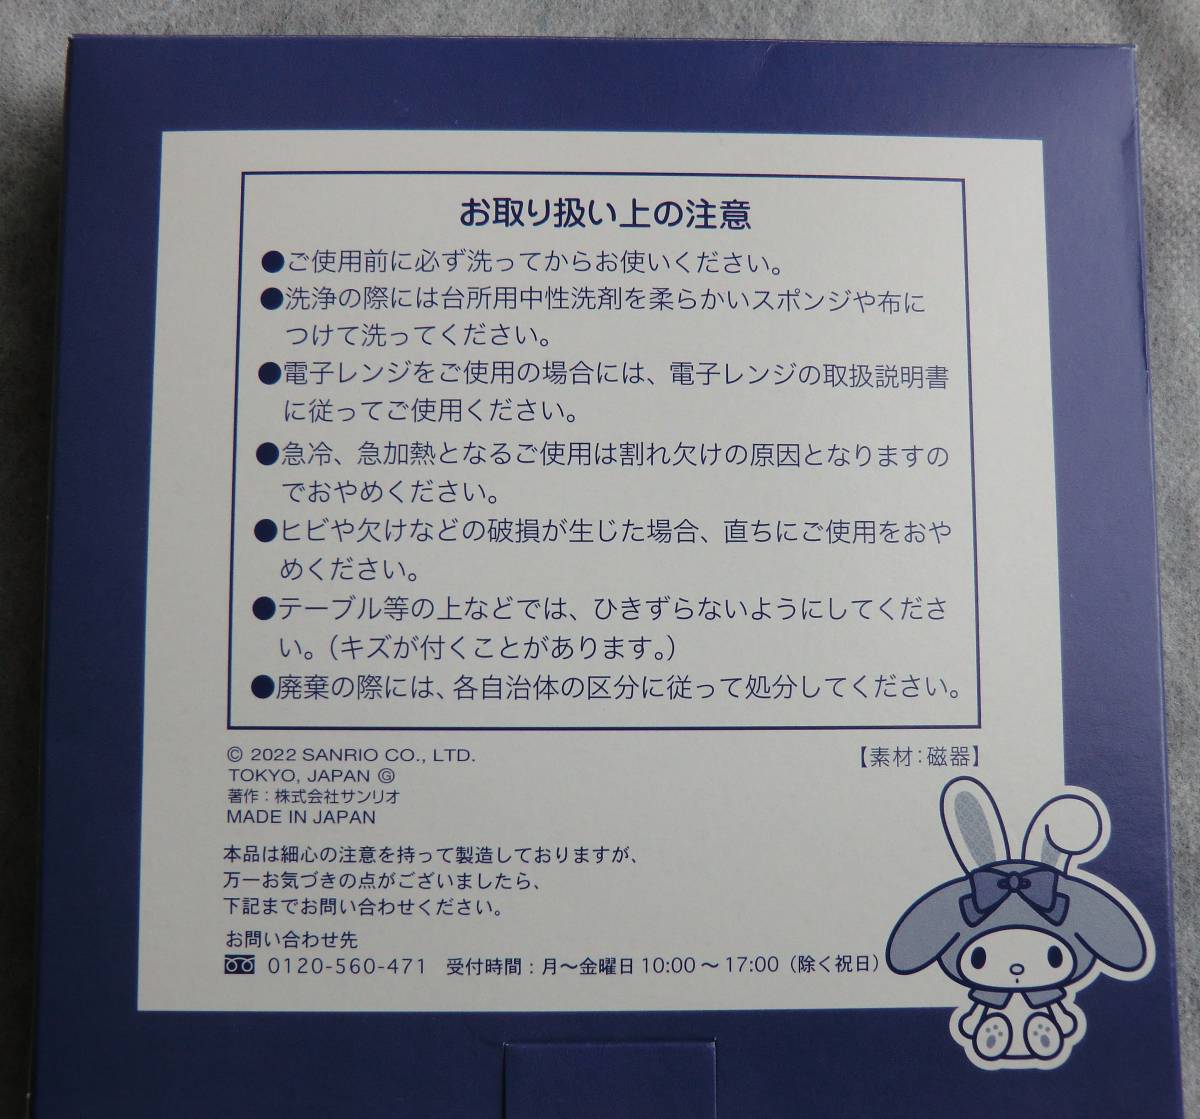 お取り扱い上の注意
●ご使用前に必ず洗ってからお使いください。
●洗浄の際には台所用中性洗剤を柔らかいスポンジや布に
つけて洗ってください。
●電子レンジをご使用の場合には、電子レンジの取扱説明書
に従ってご使用ください。
●急冷、急加熱となるご使用は割れ欠けの原因となりますの
でおやめください。
●ヒビや欠けなどの破損が生じた場合、直ちにご使用をおや
めください。
●テーブル等の上などでは、ひきずらないようにしてくださ
い。(キズが付くことがあります。)
●廃棄の際には、各自治体の区分に従って処分してください。
© 2022 SANRIO CO., LTD.
TOKYO, JAPAN Ⓖ
著作：株式会社サンリオ
MADE IN JAPAN
【素材：磁器】
本品は細心の注意を持って製造しておりますが、
万一お気づきの点がございましたら、
下記までお問い合わせください。
お問い合わせ先
0120-560-471 受付時間：月〜金曜日 10:00 〜 17:00（除く祝日）